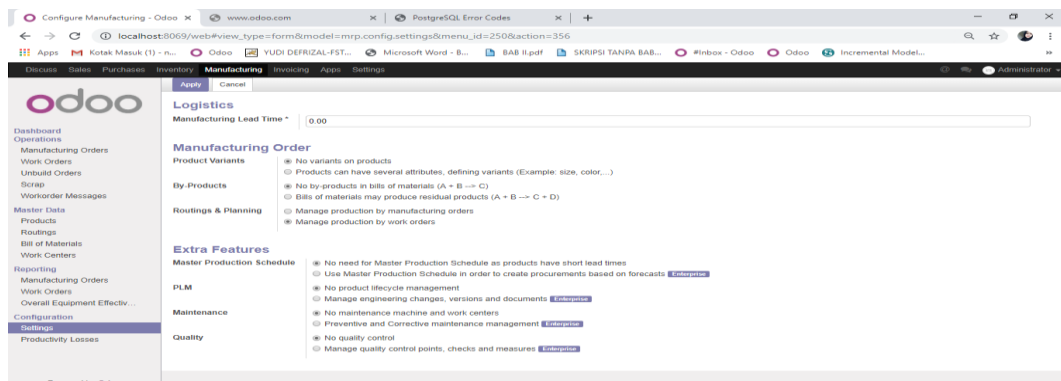 Configure Manufacturing - Odoo
www.odoo.com
PostgreSQL Error Codes
localhost:8069/web#view_type=form&model=mrp.config.settings&menu_id=250&action=356
Apps Kotak Masuk (1) - n... Odoo YUDI DEFRIZAL-FST... Microsoft Word - B... BAB II.pdf SKRIPSI TANPA BAB... #Inbox - Odoo Odoo Incremental Model...
Discuss Sales Purchases Inventory Manufacturing Invoicing Apps Settings Administrator
odoo
Dashboard
Operations
Manufacturing Orders
Work Orders
Unbuild Orders
Scrap
Workorder Messages
Master Data
Products
Routings
Bill of Materials
Work Centers
Reporting
Manufacturing Orders
Work Orders
Overall Equipment Effectiv...
Configuration
Settings
Productivity Losses
Apply Cancel
Logistics
Manufacturing Lead Time * 0.00
Manufacturing Order
Product Variants No variants on products
Products can have several attributes, defining variants (Example: size, color,...)
By-Products No by-products in bills of materials (A + B --> C)
Bills of materials may produce residual products (A + B --> C + D)
Routings & Planning Manage production by manufacturing orders
Manage production by work orders
Extra Features
Master Production Schedule No need for Master Production Schedule as products have short lead times
Use Master Production Schedule in order to create procurements based on forecasts Enterprise
PLM No product lifecycle management
Manage engineering changes, versions and documents Enterprise
Maintenance No maintenance machine and work centers
Preventive and Corrective maintenance management Enterprise
Quality No quality control
Manage quality control points, checks and measures Enterprise